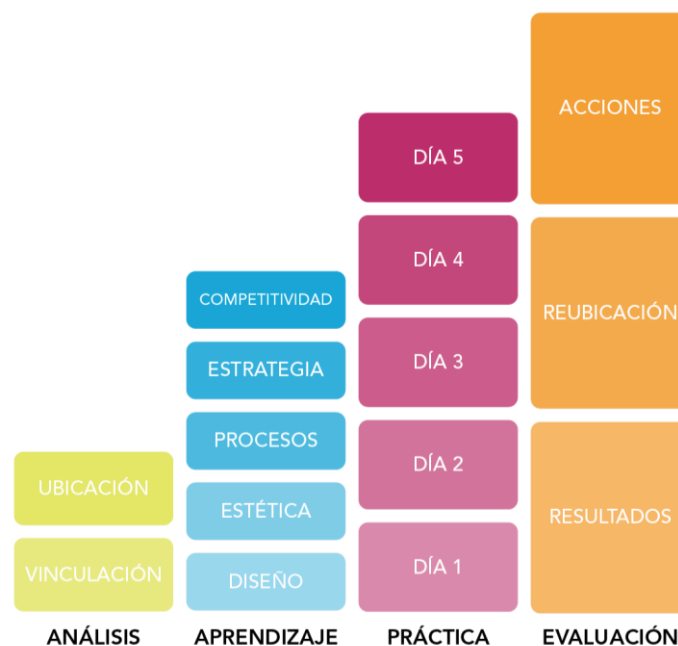 ACCIONES
DÍA 5
DÍA 4
COMPETITIVIDAD
REUBICACIÓN
DÍA 3
ESTRATEGIA
PROCESOS
DÍA 2
UBICACIÓN
ESTÉTICA
RESULTADOS
VINCULACIÓN
DISEÑO
DÍA 1
ANÁLISIS
APRENDIZAJE
PRÁCTICA
EVALUACIÓN